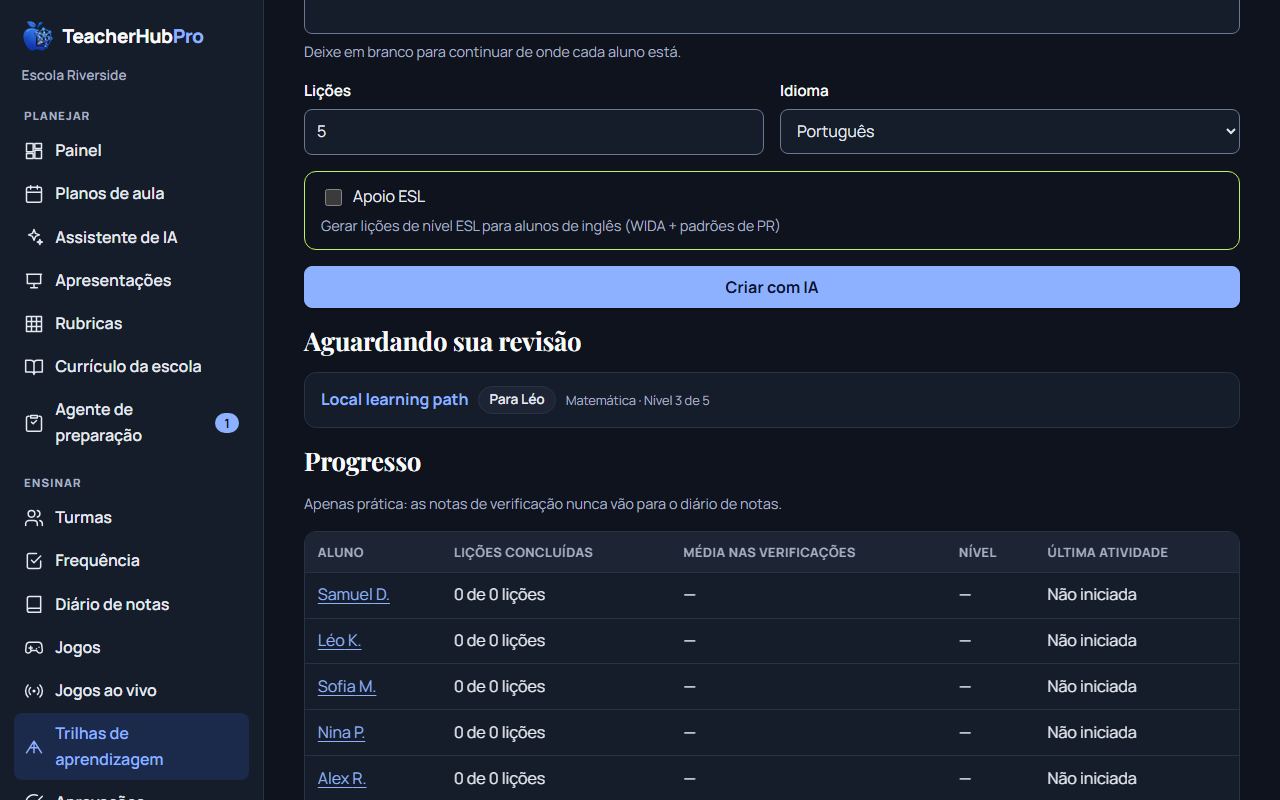 TeacherHubPro
Escola Riverside
PLANEJAR
Painel
Planos de aula
Assistente de IA
Apresentações
Rubricas
Currículo da escola
Agente de
preparação
1
ENSINAR
Turmas
Frequência
Diário de notas
Jogos
Jogos ao vivo
Trilhas de
aprendizagem
Deixe em branco para continuar de onde cada aluno está.
Lições
Idioma
5
Português
Apoio ESL
Gerar lições de nível ESL para alunos de inglês (WIDA + padrões de PR)
Criar com IA
Aguardando sua revisão
Local learning path Para Léo Matemática · Nível 3 de 5
Progresso
Apenas prática: as notas de verificação nunca vão para o diário de notas.
ALUNO LIÇÕES CONCLUÍDAS MÉDIA NAS VERIFICAÇÕES NÍVEL ÚLTIMA ATIVIDADE
Samuel D. 0 de 0 lições — — Não iniciada
Léo K. 0 de 0 lições — — Não iniciada
Sofia M. 0 de 0 lições — — Não iniciada
Nina P. 0 de 0 lições — — Não iniciada
Alex R. 0 de 0 lições — — Não iniciada